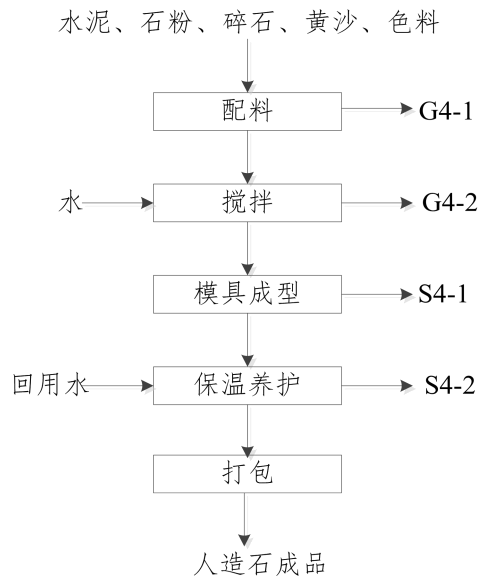 水泥、石粉、碎石、黄沙、色料
配料
G4-1
水
搅拌
G4-2
模具成型
S4-1
回用水
保温养护
S4-2
打包
人造石成品